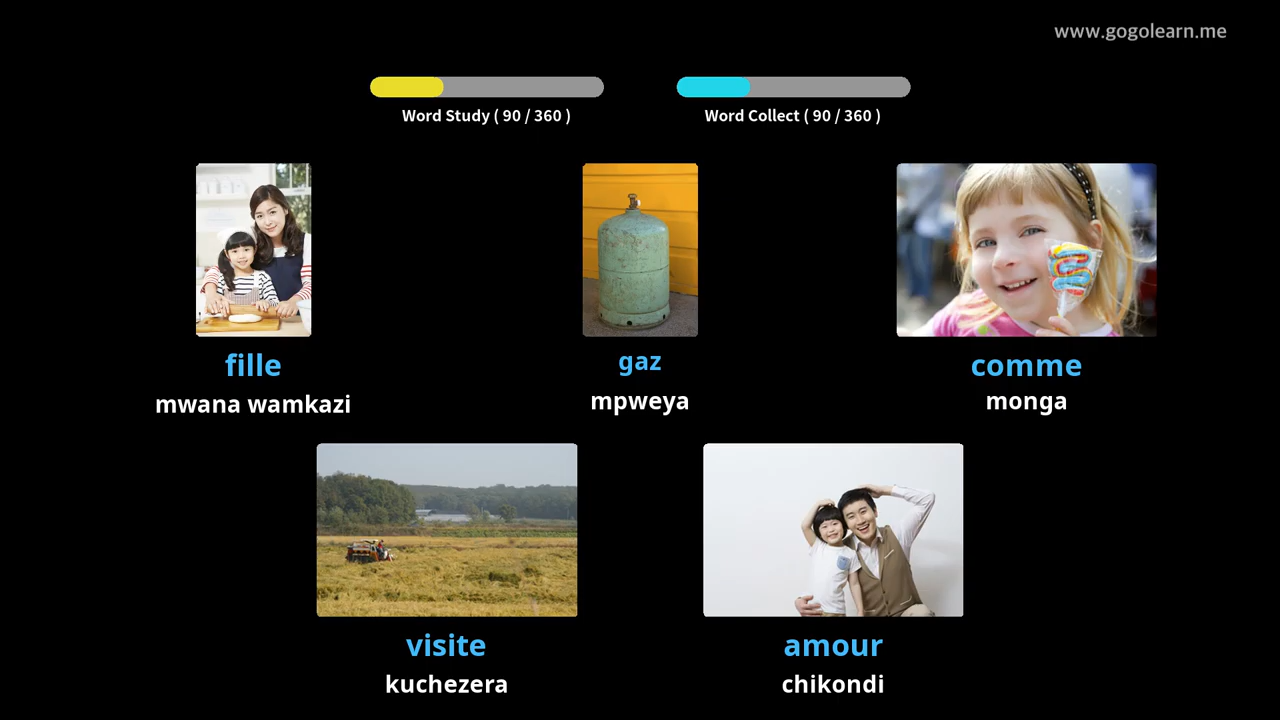 www.gogolearn.me
Word Study ( 90 / 360 )
Word Collect ( 90 / 360 )
fille
mwana wamkazi
gaz
mpweya
comme
monga
visite
kuchezera
amour
chikondi